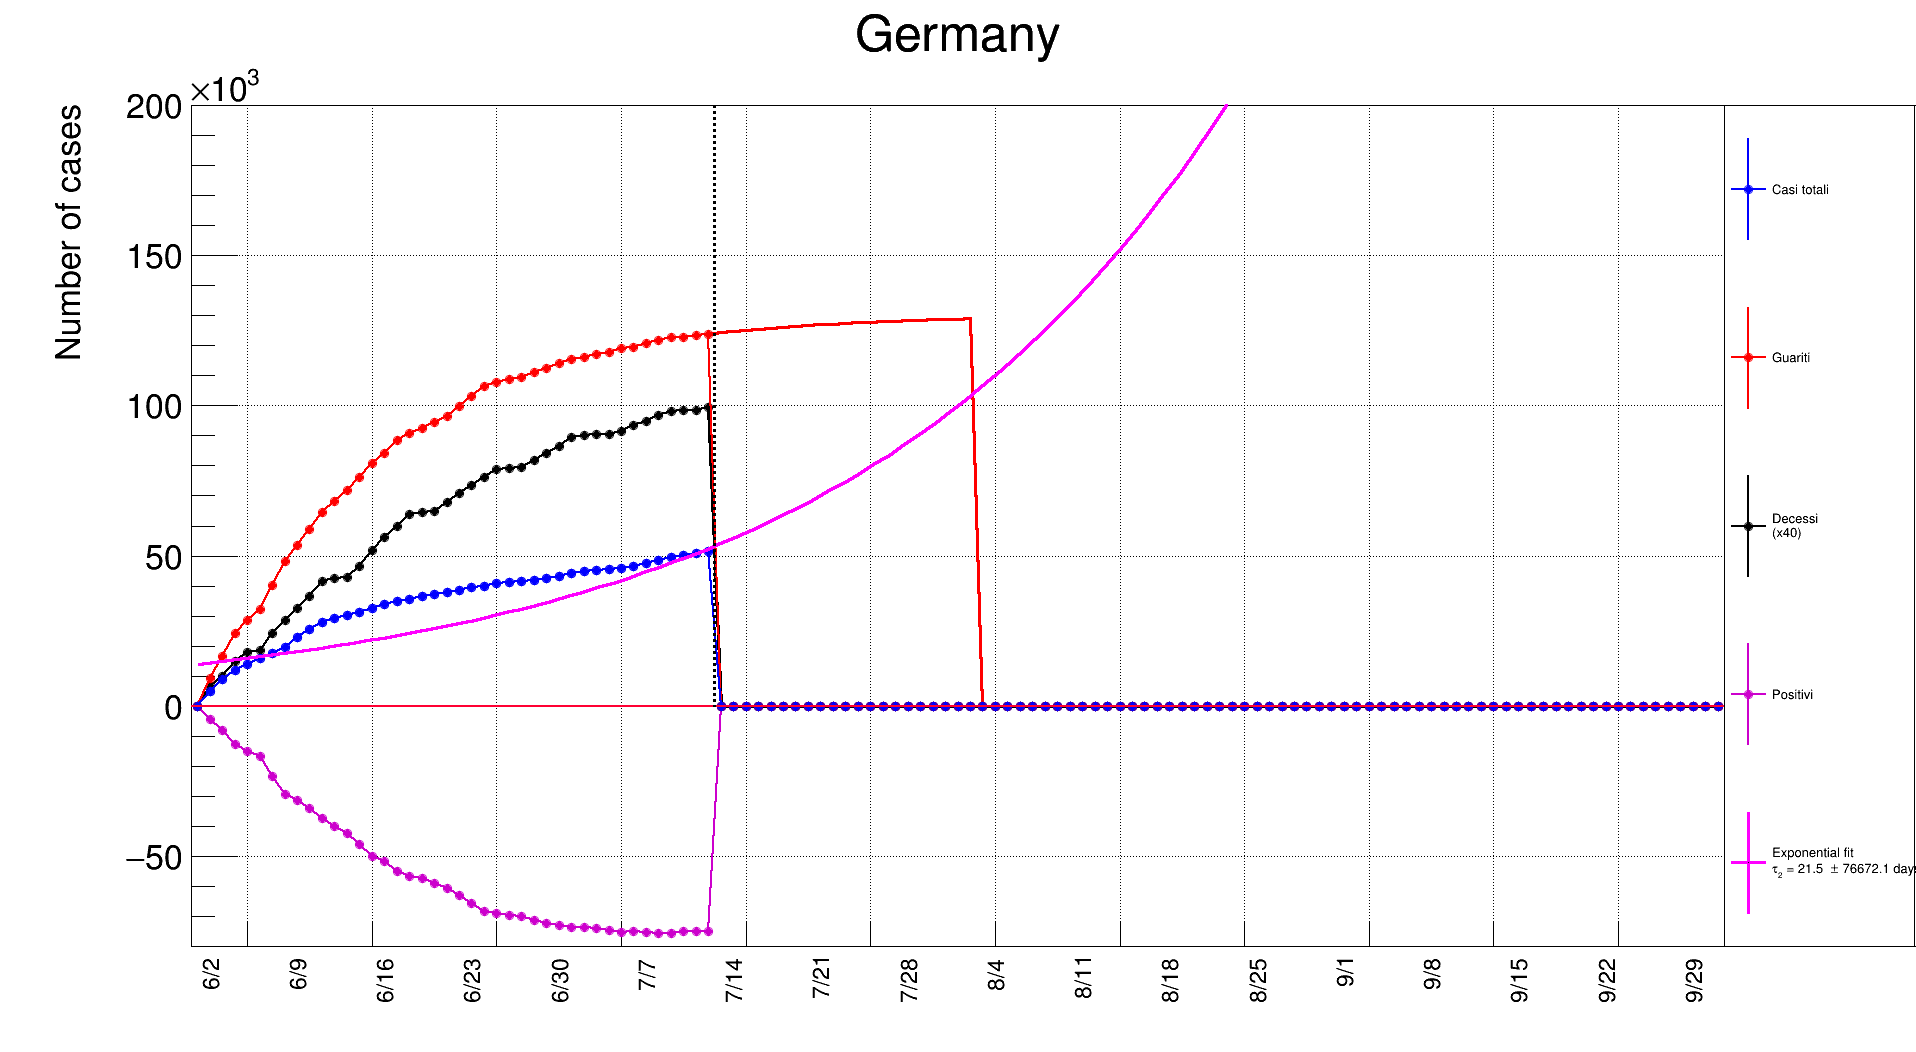 Germany
×10³
Number of cases
200
150
100
50
0
−50
6/2
6/9
6/16
6/23
6/30
7/7
7/14
7/21
7/28
8/4
8/11
8/18
8/25
9/1
9/8
9/15
9/22
9/29
Casi totali
Guariti
Decessi
(x40)
Positivi
Exponential fit
τ₂ = 21.5 ± 76672.1 day